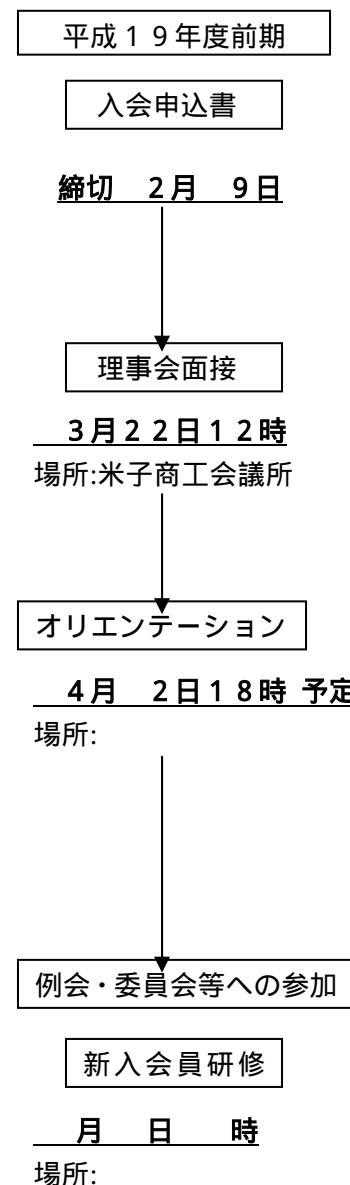 平成１９年度前期
入会申込書
締切　２月　９日
理事会面接
３月２２日１２時
場所:米子商工会議所
オリエンテーション
４月　２日１８時 予定
場所:
例会・委員会等への参加
新入会員研修
月　日　　時
場所: